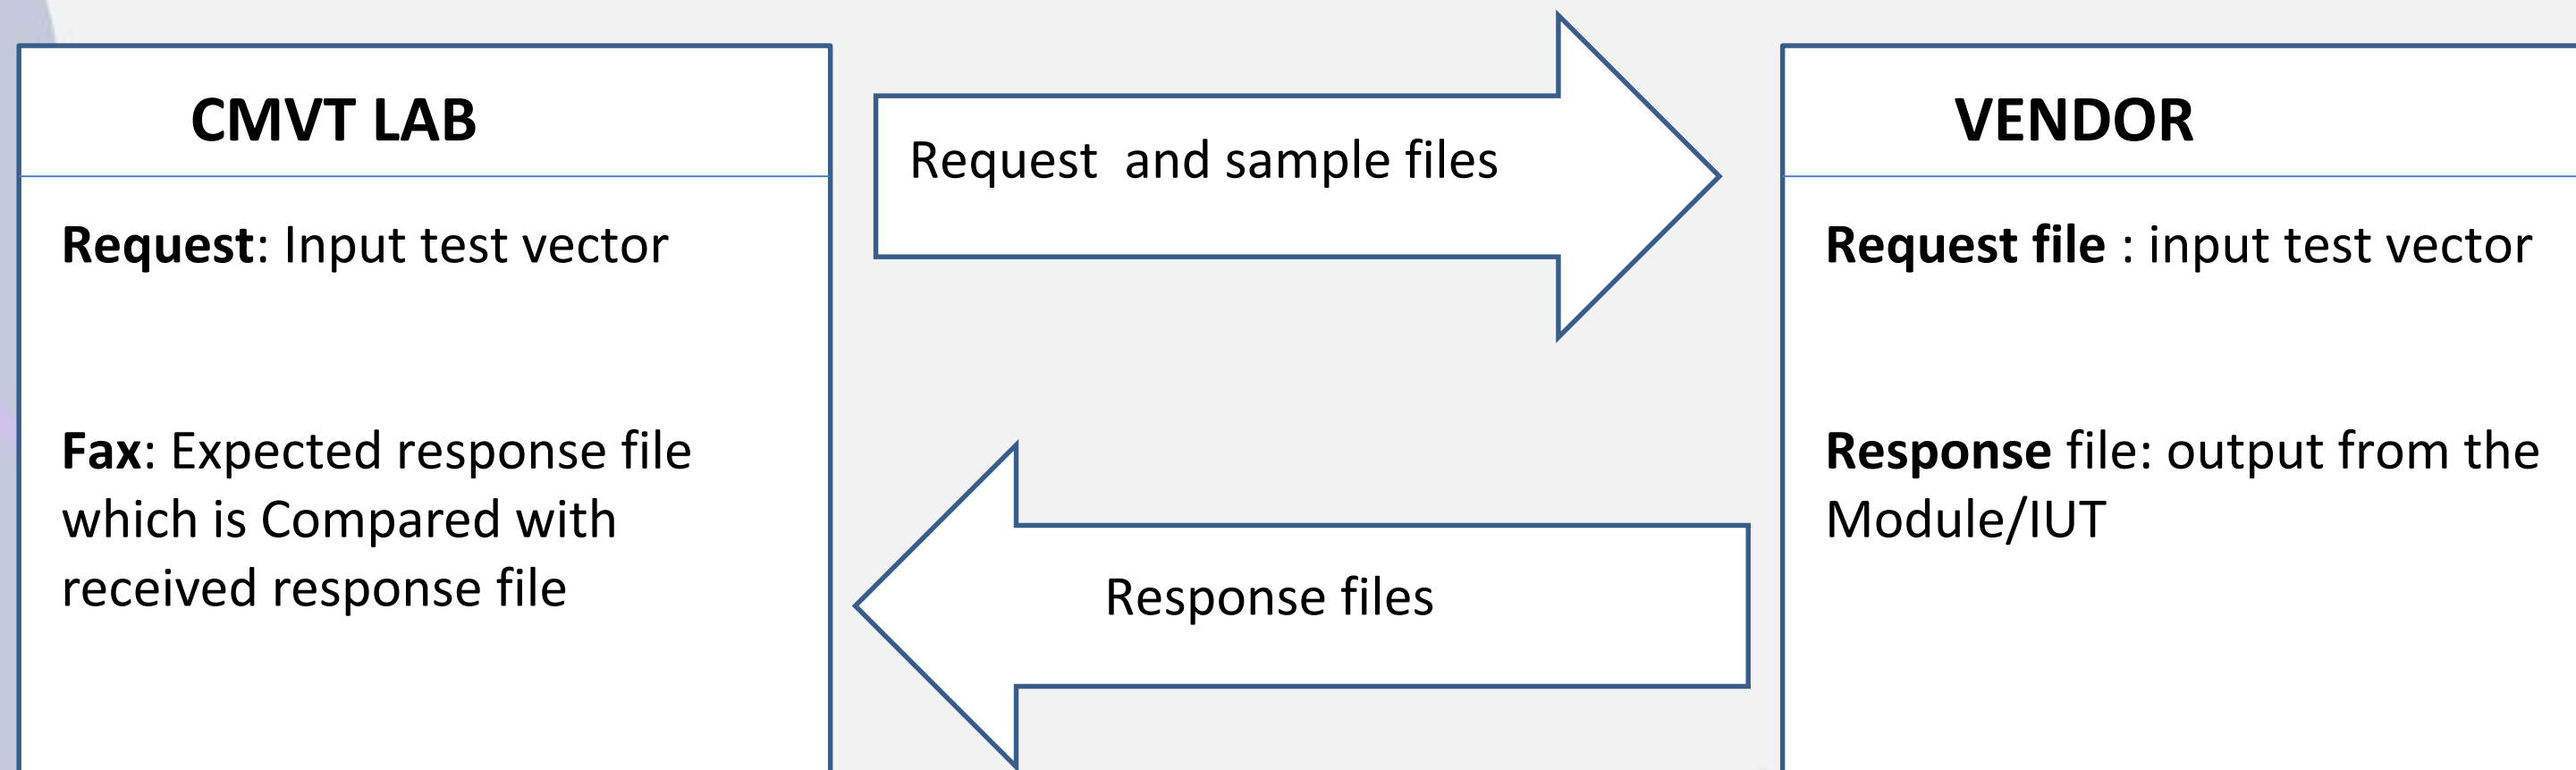 CMVT LAB
Request: Input test vector
Fax: Expected response file
which is Compared with
received response file
Request and sample files
Response files
VENDOR
Request file : input test vector
Response file: output from the
Module/IUT